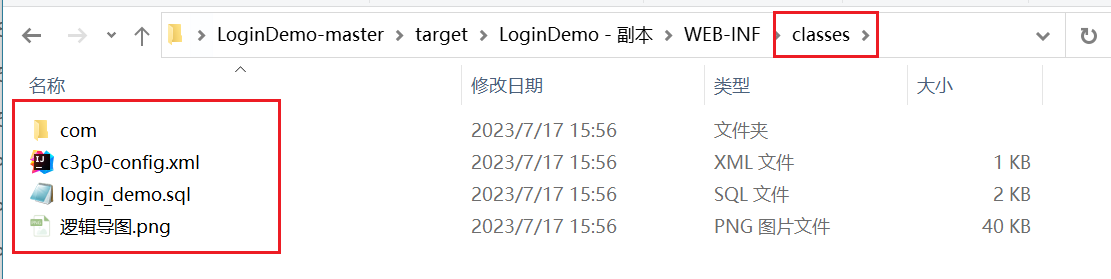 LoginDemo-master > target > LoginDemo - 副本 > WEB-INF > classes >
名称 修改日期 类型 大小
com 2023/7/17 15:56 文件夹
c3p0-config.xml 2023/7/17 15:56 XML 文件 1 KB
login_demo.sql 2023/7/17 15:56 SQL 文件 2 KB
逻辑导图.png 2023/7/17 15:56 PNG 图片文件 40 KB